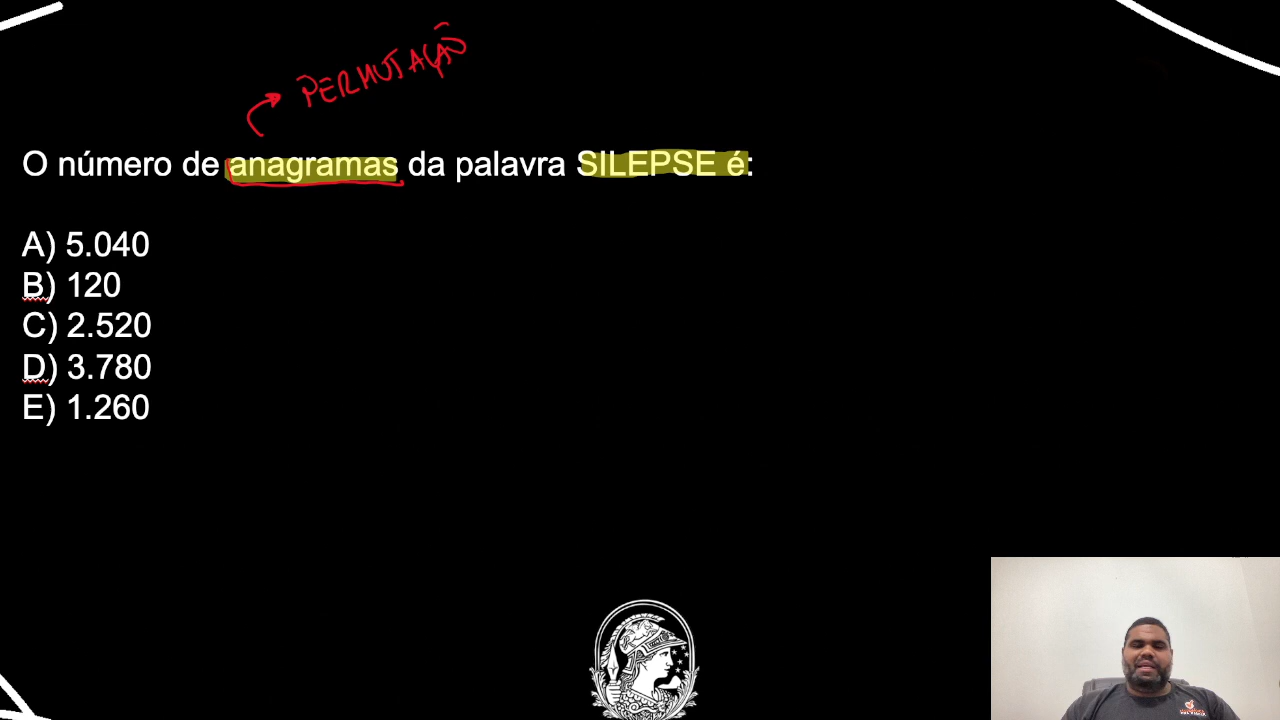 PERMUTAÇÃO
O número de anagramas da palavra SILEPSE é:
A) 5.040
B) 120
C) 2.520
D) 3.780
E) 1.260